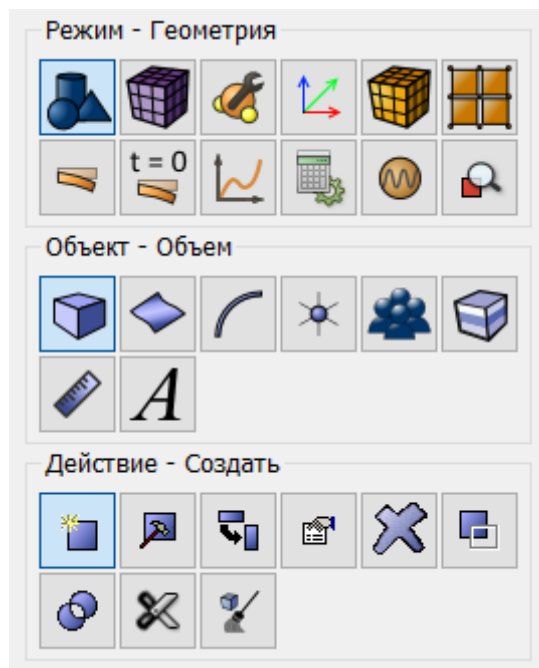 Режим - Геометрия
t = 0
Объект - Объем
A
Действие - Создать